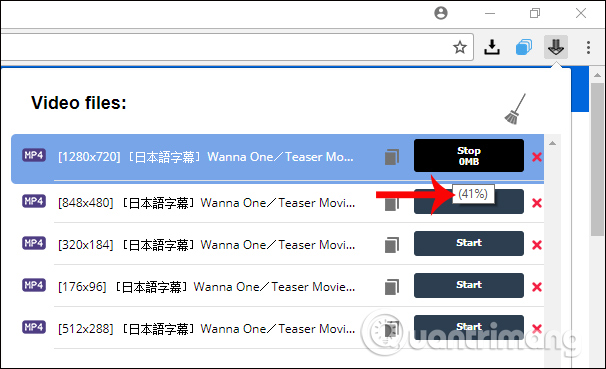 Video files:
MP4 [1280x720] [日本語字幕] Wanna One／Teaser Mo... Stop
0MB
(41%)
MP4 [848x480] [日本語字幕] Wanna One／Teaser Movi...
MP4 [320x184] [日本語字幕] Wanna One／Teaser Movi... Start
MP4 [176x96] [日本語字幕] Wanna One／Teaser Movie... Start
MP4 [512x288] [日本語字幕] Wanna One／Teaser Movi... Start
Quantrimang